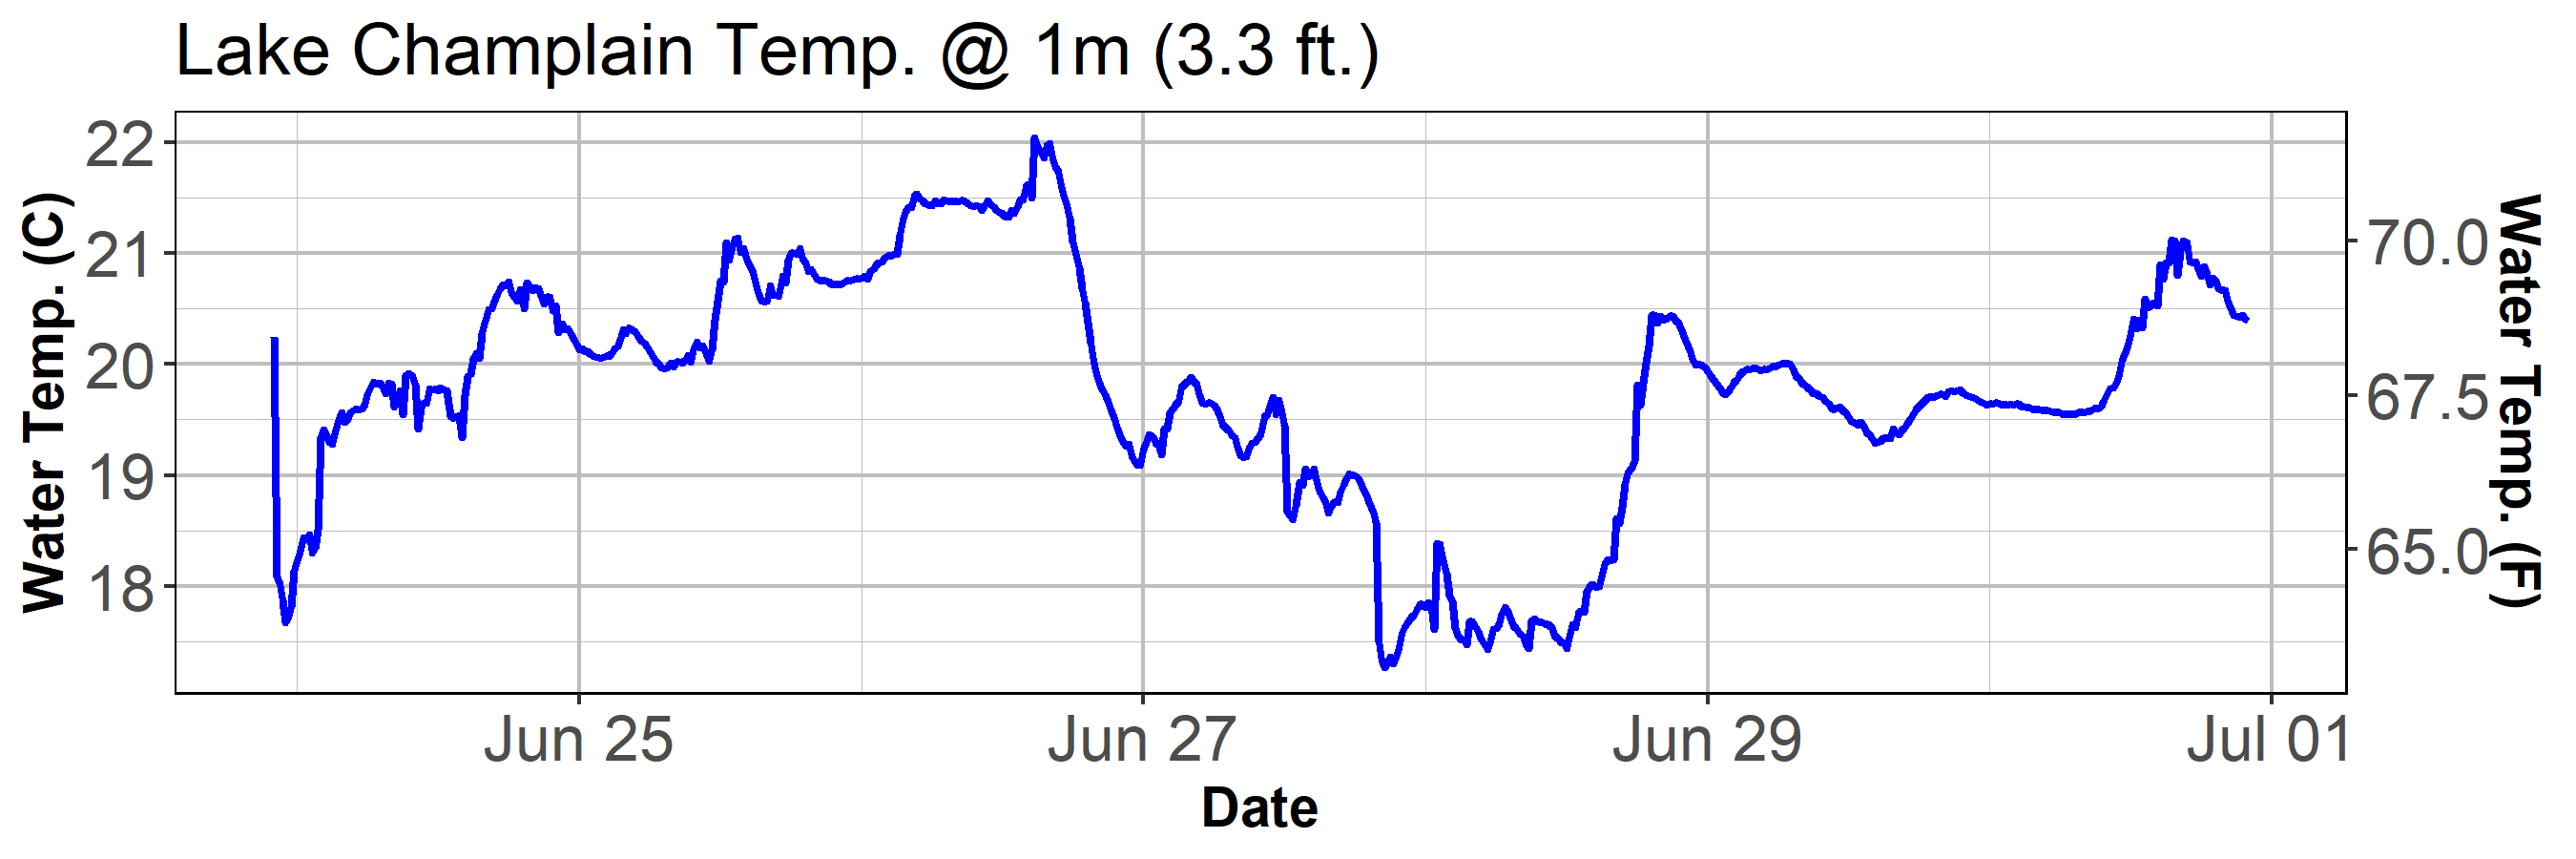 Lake Champlain Temp. @ 1m (3.3 ft.)
Water Temp. (C)
22
21
20
19
18
70.0
67.5
65.0
Water Temp. (F)
Jun 25 Jun 27 Jun 29 Jul 01
Date